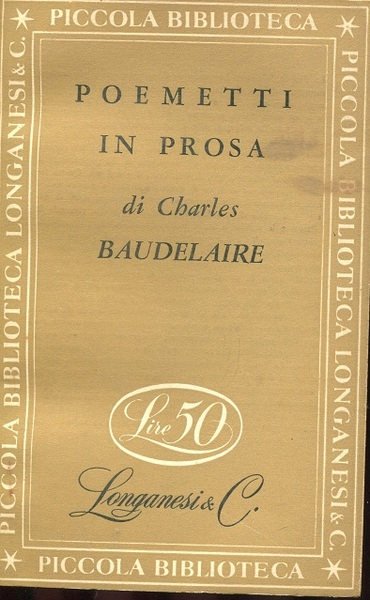 PICCOLA BIBLIOTECA
PICCOLA BIBLIOTECA LONGANESI & C.
POEMETTI
IN PROSA
di Charles
BAUDELAIRE
Lire 50
Longanesi & C.
PICCOLA BIBLIOTECA LONGANESI & C.
PICCOLA BIBLIOTECA